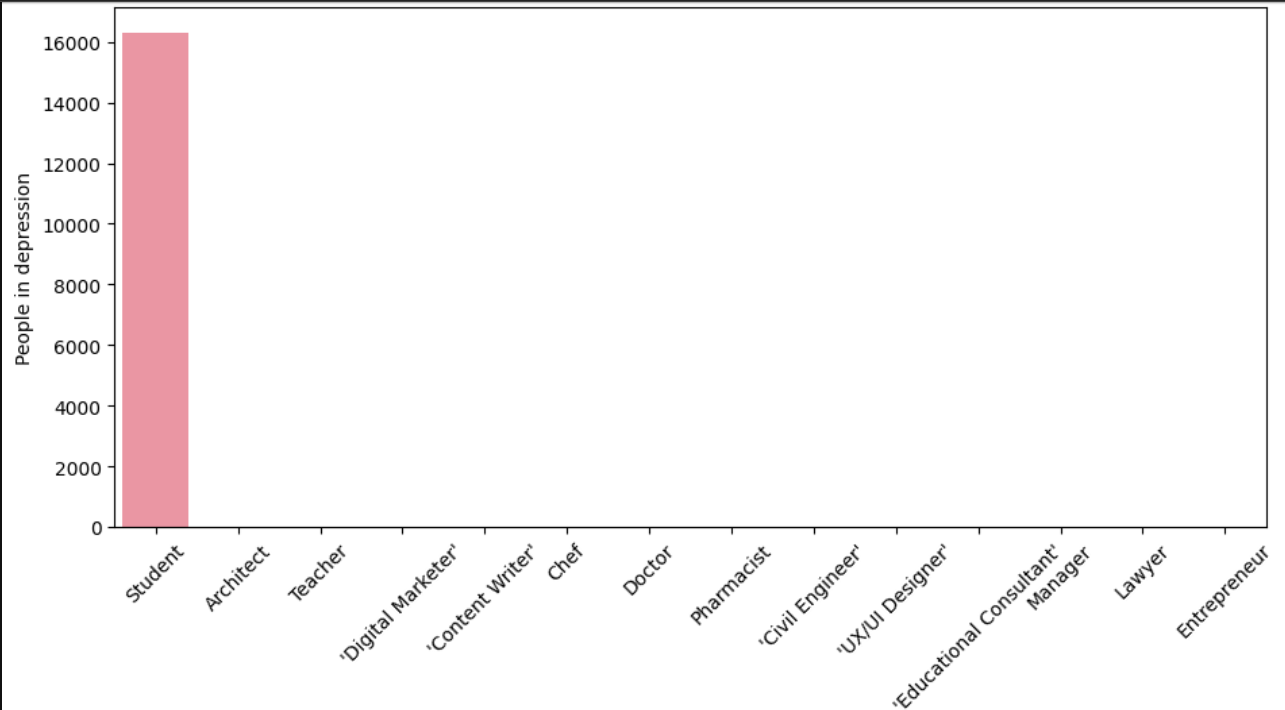 People in depression
16000
14000
12000
10000
8000
6000
4000
2000
0
Student
Architect
Teacher
'Digital Marketer'
'Content Writer'
Chef
Doctor
Pharmacist
'Civil Engineer'
'UX/UI Designer'
'Educational Consultant'
Manager
Lawyer
Entrepreneur